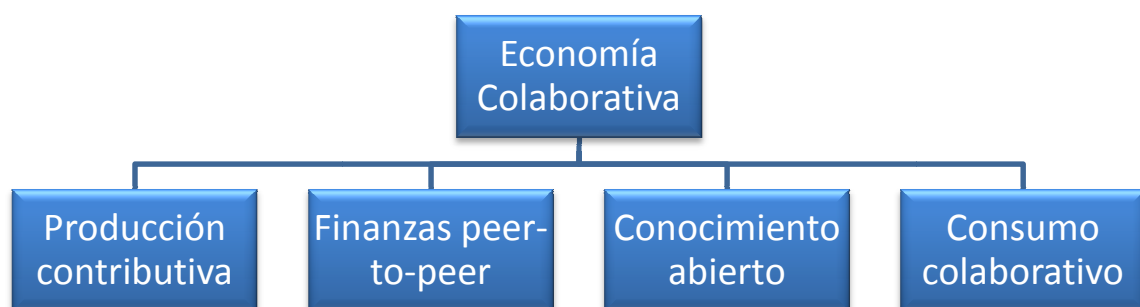 Economía
Colaborativa
Producción
contributiva
Finanzas peer-
to-peer
Conocimiento
abierto
Consumo
colaborativo